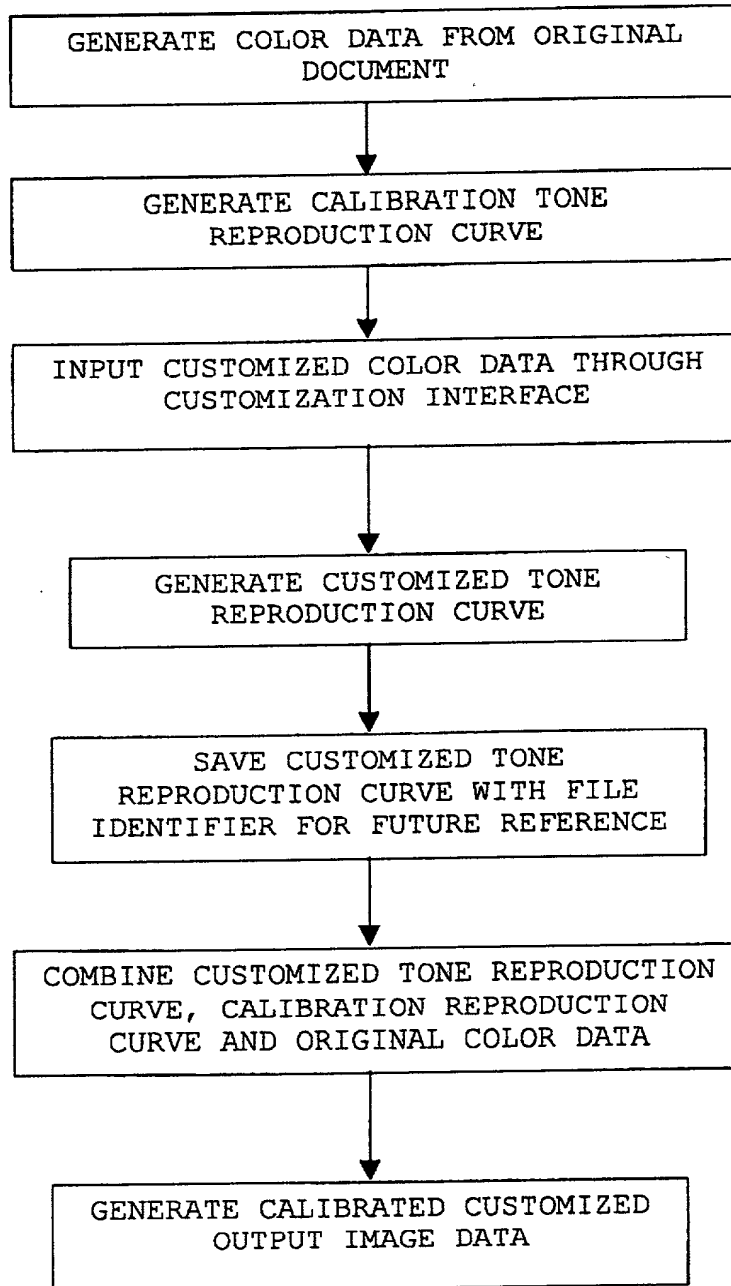 GENERATE COLOR DATA FROM ORIGINAL
DOCUMENT
GENERATE CALIBRATION TONE
REPRODUCTION CURVE
INPUT CUSTOMIZED COLOR DATA THROUGH
CUSTOMIZATION INTERFACE
GENERATE CUSTOMIZED TONE
REPRODUCTION CURVE
SAVE CUSTOMIZED TONE
REPRODUCTION CURVE WITH FILE
IDENTIFIER FOR FUTURE REFERENCE
COMBINE CUSTOMIZED TONE REPRODUCTION
CURVE, CALIBRATION REPRODUCTION
CURVE AND ORIGINAL COLOR DATA
GENERATE CALIBRATED CUSTOMIZED
OUTPUT IMAGE DATA